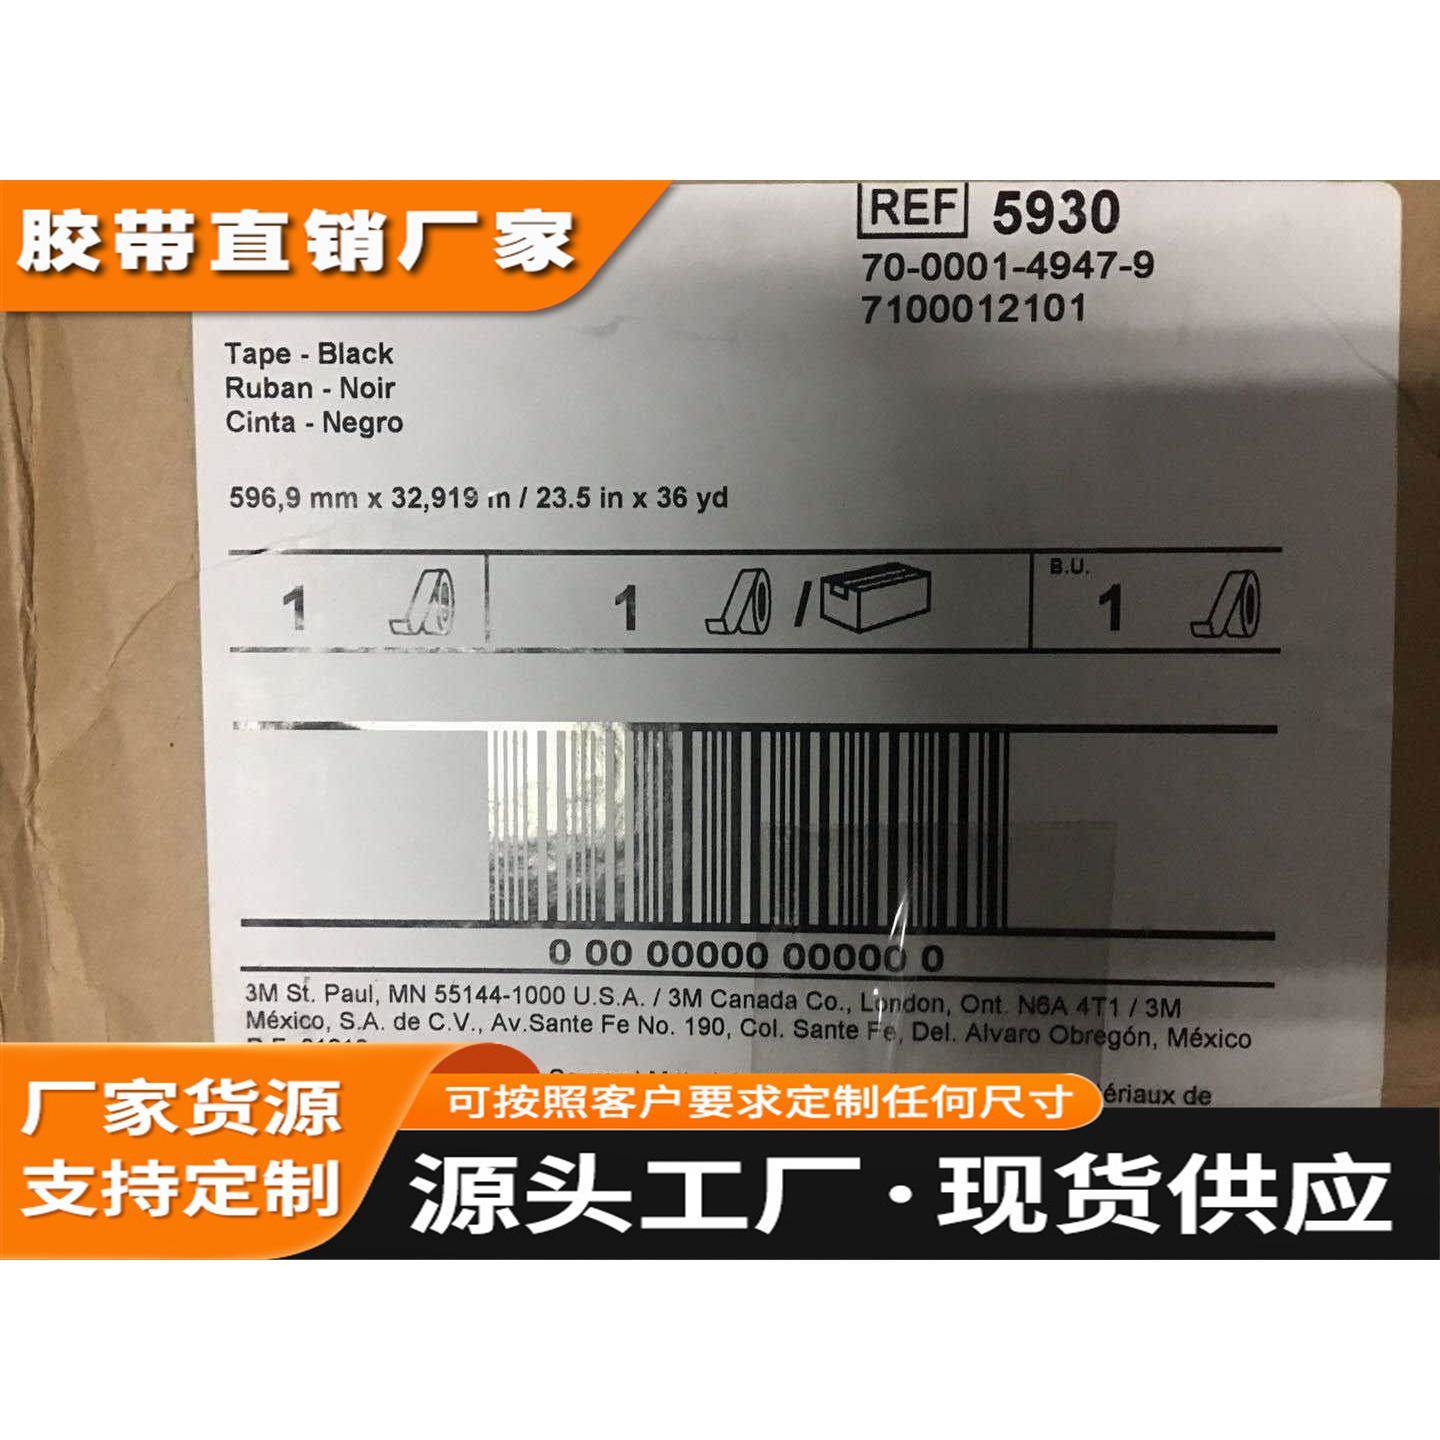 胶带直销厂家
REF 5930
70-0001-4947-9
7100012101
Tape - Black
Ruban - Noir
Cinta - Negro
596,9 mm x 32,919 m / 23.5 in x 36 yd
1 1 / B.U. 1
0 00 00000 00000 0
3M St. Paul, MN 55144-1000 U.S.A. / 3M Canada Co., London, Ont. N6A 4T1 / 3M
México, S.A. de C.V., Av.Sante Fe No. 190, Col. Sante Fe, Del. Alvaro Obregón, México
ériaux de
厂家货源
支持定制
可按照客户要求定制任何尺寸
源头工厂·现货供应